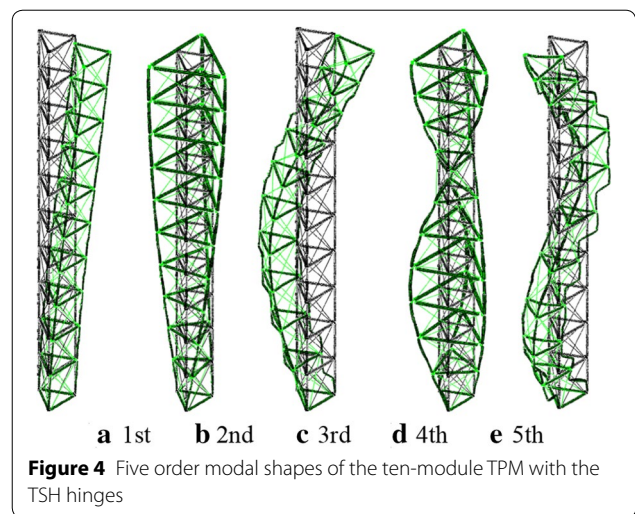 a 1st b 2nd c 3rd d 4th e 5th
Figure 4 Five order modal shapes of the ten-module TPM with the
TSH hinges